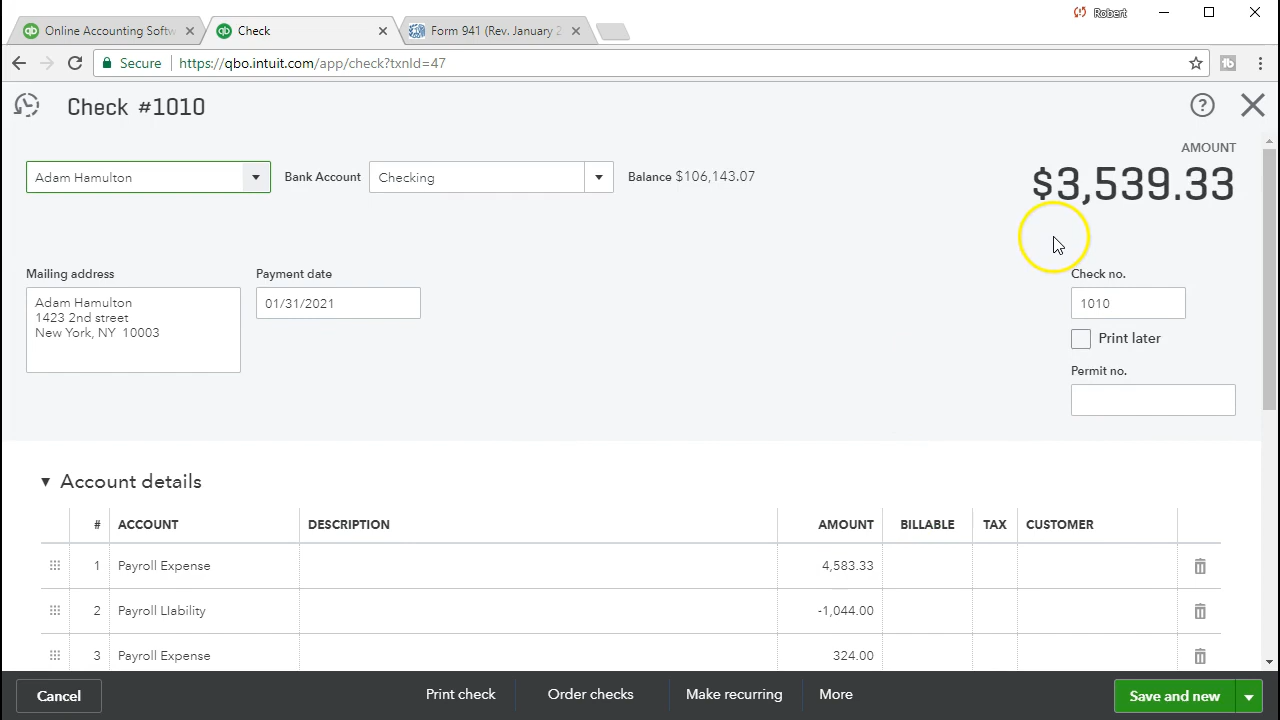 Robert
Online Accounting Softw
Check
Form 941 (Rev. January 2
Secure
https://qbo.intuit.com/app/check?txnId=47
Check #1010
AMOUNT
$3,539.33
Adam Hamulton
Bank Account
Checking
Balance $106,143.07
Mailing address
Payment date
Check no.
Adam Hamulton
1423 2nd street
New York, NY 10003
01/31/2021
1010
Print later
Permit no.
Account details
# ACCOUNT DESCRIPTION AMOUNT BILLABLE TAX CUSTOMER
1 Payroll Expense 4,583.33
2 Payroll LIability -1,044.00
3 Payroll Expense 324.00
Cancel
Print check
Order checks
Make recurring
More
Save and new